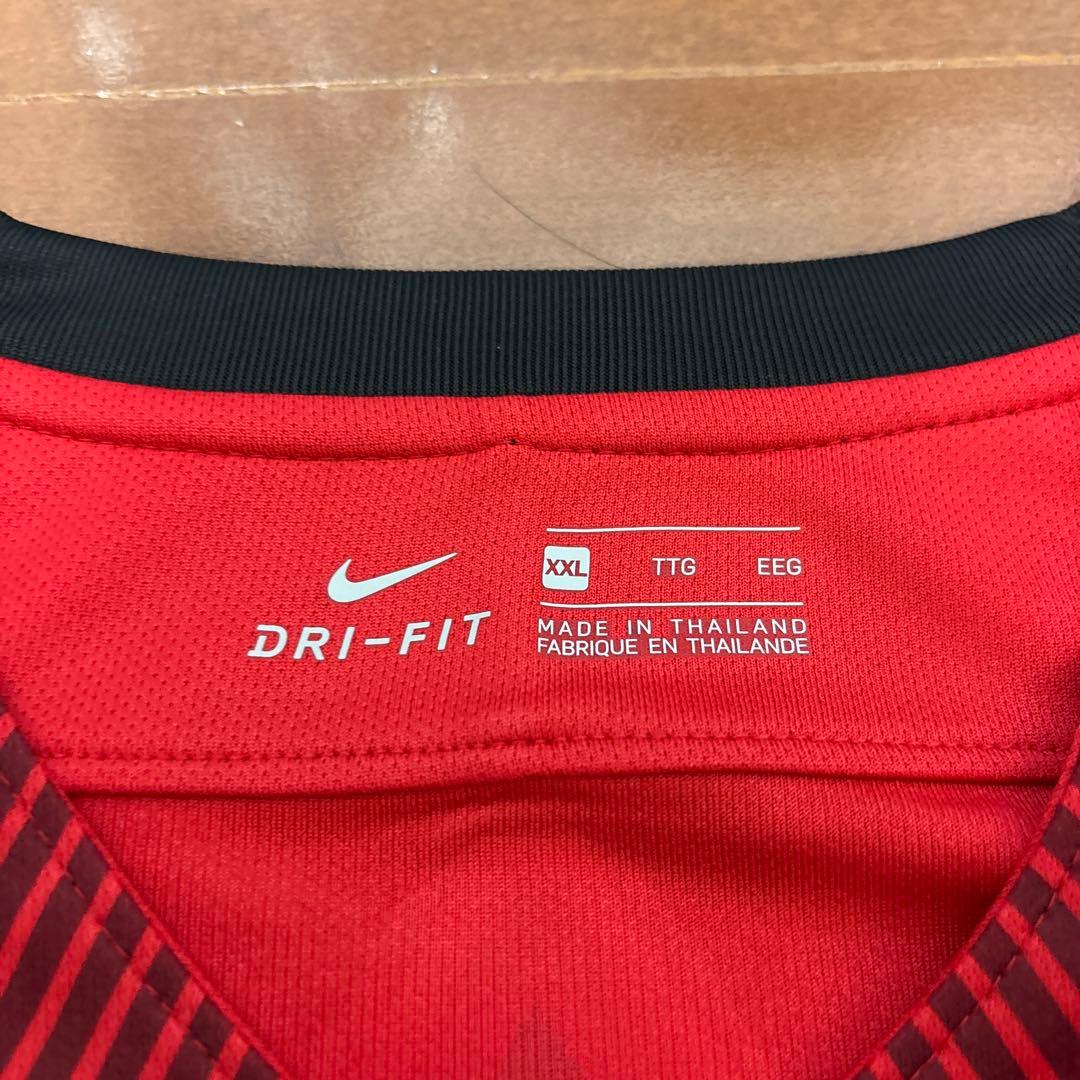 DRI-FIT
XXL TTG EEG
MADE IN THAILAND
FABRIQUE EN THAILANDE